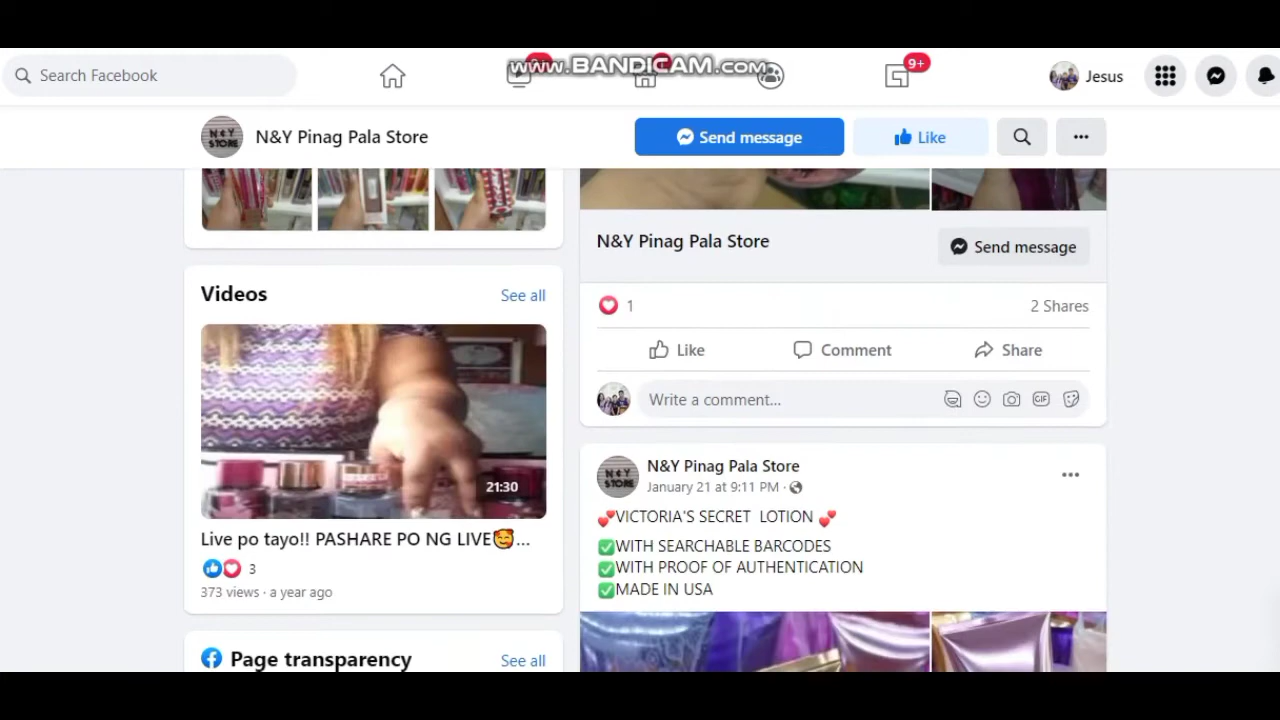 www.BANDICAM.com
Search Facebook
9+
Jesus
N&Y STORE
N&Y Pinag Pala Store
Send message
Like
N&Y Pinag Pala Store
Send message
Videos
See all
1
2 Shares
Like
Comment
Share
Write a comment...
GIF
21:30
Live po tayo!! PASHARE PO NG LIVE🥰...
3
373 views · a year ago
N&Y STORE
N&Y Pinag Pala Store
January 21 at 9:11 PM ·
💕VICTORIA'S SECRET LOTION 💕
✅WITH SEARCHABLE BARCODES
✅WITH PROOF OF AUTHENTICATION
✅MADE IN USA
Page transparency
See all